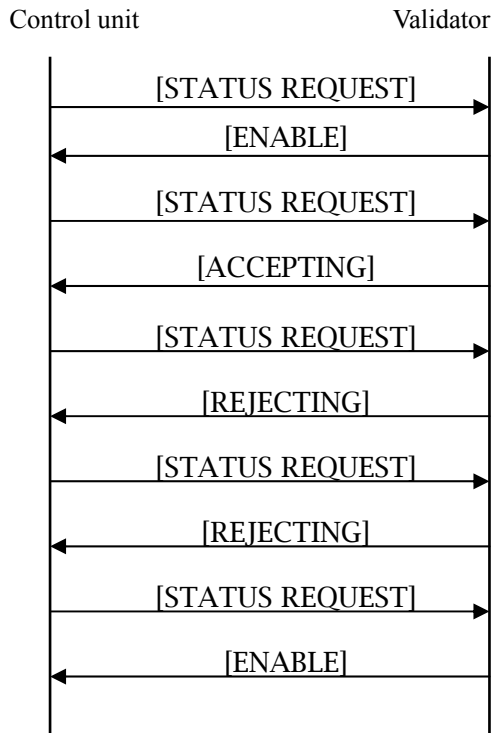 Control unit Validator
[STATUS REQUEST]
[ENABLE]
[STATUS REQUEST]
[ACCEPTING]
[STATUS REQUEST]
[REJECTING]
[STATUS REQUEST]
[REJECTING]
[STATUS REQUEST]
[ENABLE]